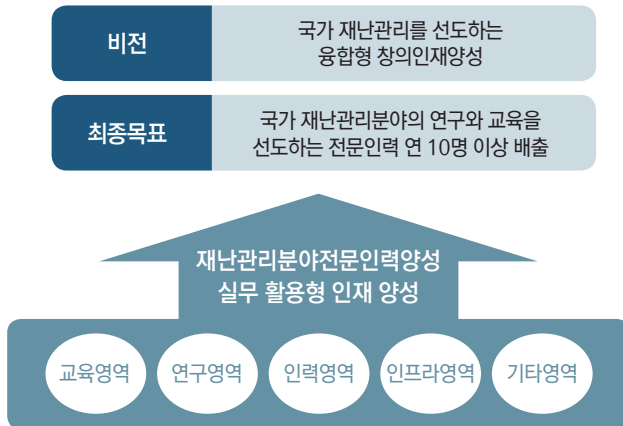 비전
국가 재난관리를 선도하는
융합형 창의인재양성
최종목표
국가 재난관리분야의 연구와 교육을
선도하는 전문인력 연 10명 이상 배출
재난관리분야전문인력양성
실무 활용형 인재 양성
교육영역 연구영역 인력영역 인프라영역 기타영역